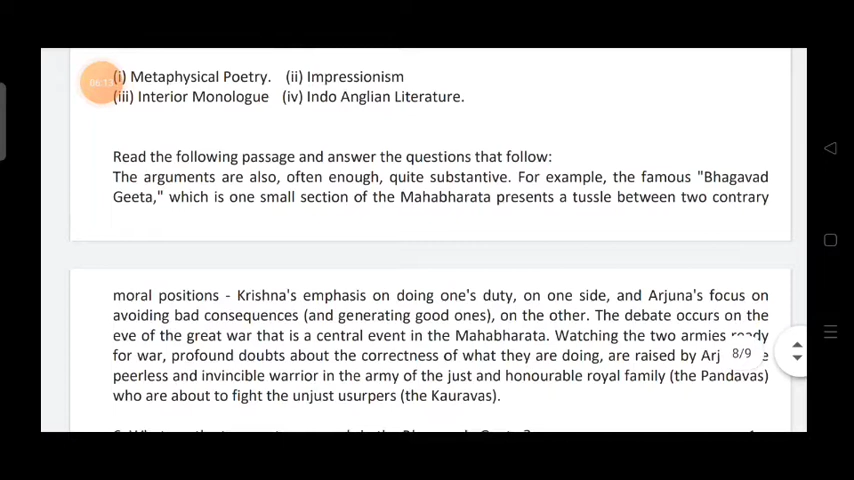 06:13
(i) Metaphysical Poetry. (ii) Impressionism
(iii) Interior Monologue (iv) Indo Anglian Literature.
Read the following passage and answer the questions that follow:
The arguments are also, often enough, quite substantive. For example, the famous "Bhagavad
Geeta," which is one small section of the Mahabharata presents a tussle between two contrary
moral positions - Krishna's emphasis on doing one's duty, on one side, and Arjuna's focus on
avoiding bad consequences (and generating good ones), on the other. The debate occurs on the
eve of the great war that is a central event in the Mahabharata. Watching the two armies ready
for war, profound doubts about the correctness of what they are doing, are raised by Arj
8/9
peerless and invincible warrior in the army of the just and honourable royal family (the Pandavas)
who are about to fight the unjust usurpers (the Kauravas).